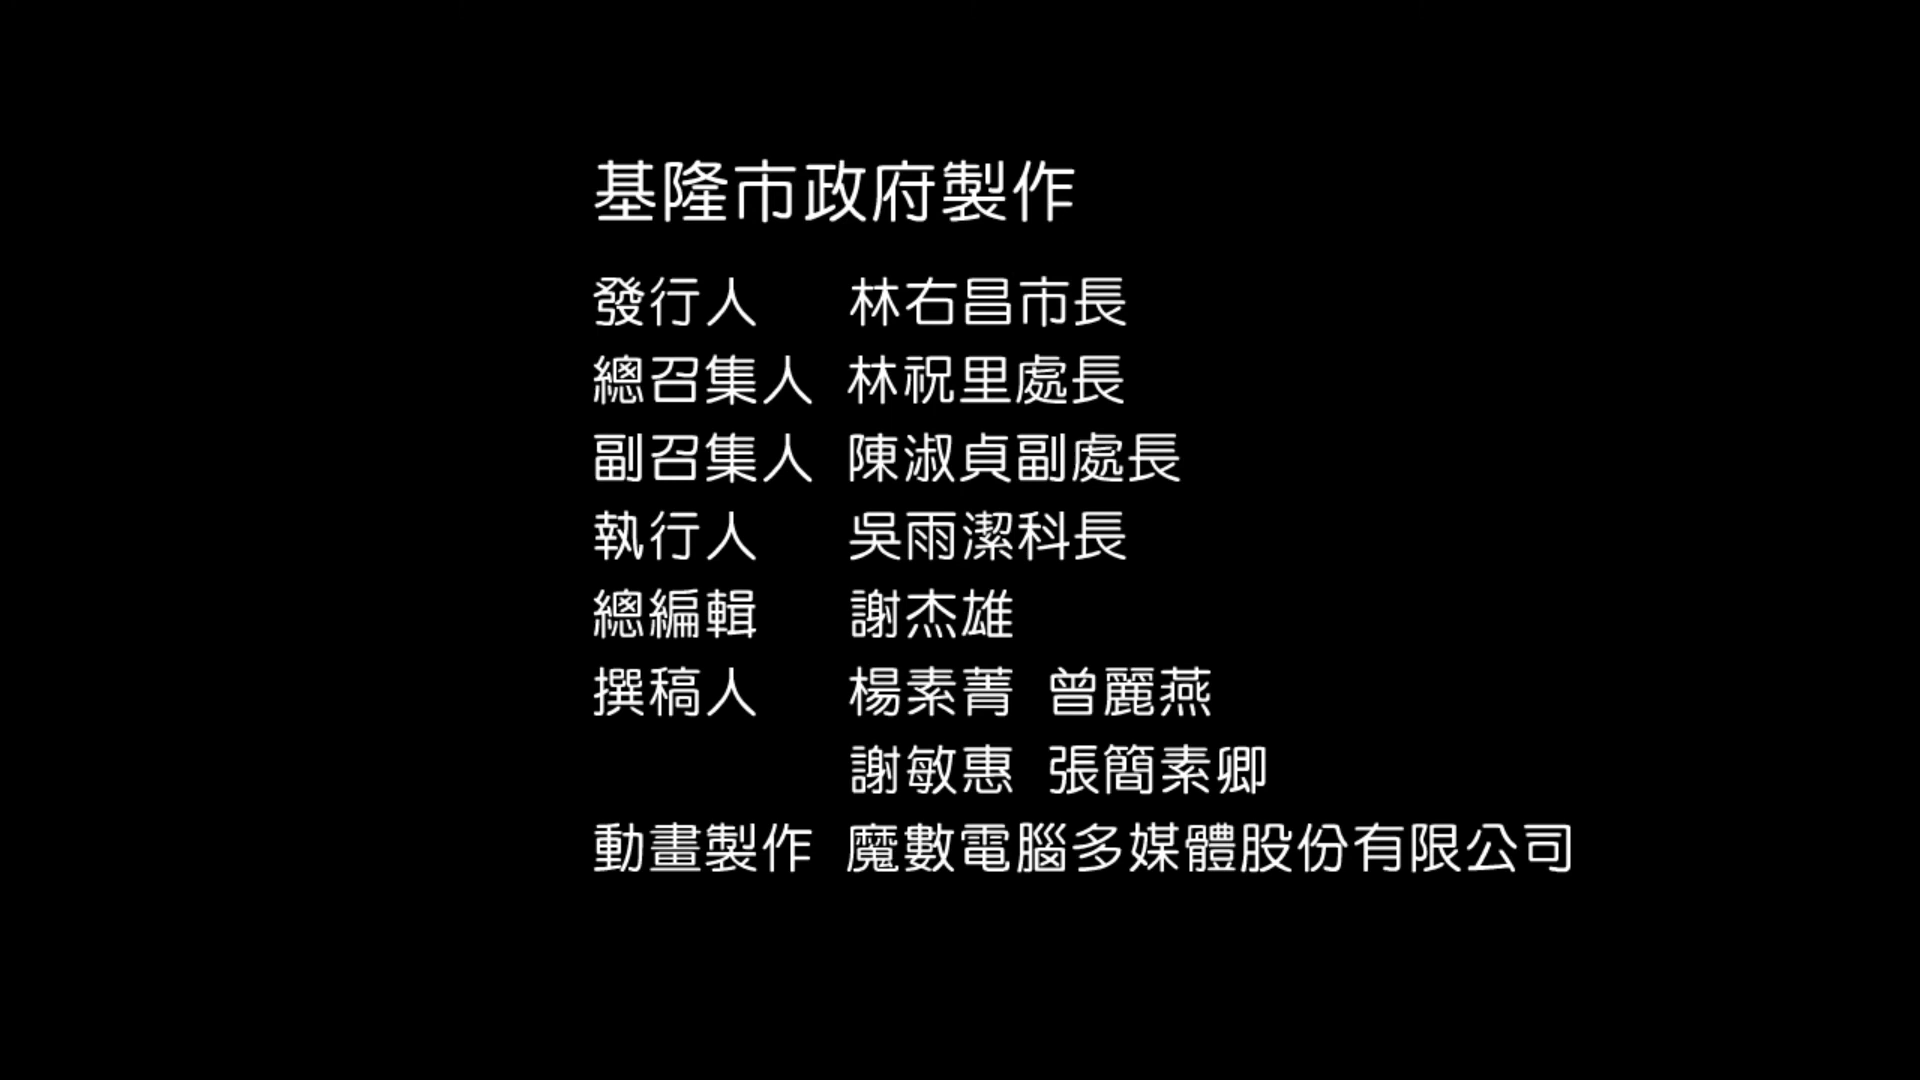 基隆市政府製作
發行人 林右昌市長
總召集人 林祝里處長
副召集人 陳淑貞副處長
執行人 吳雨潔科長
總編輯 謝杰雄
撰稿人 楊素菁 曾麗燕
謝敏惠 張簡素卿
動畫製作 魔數電腦多媒體股份有限公司